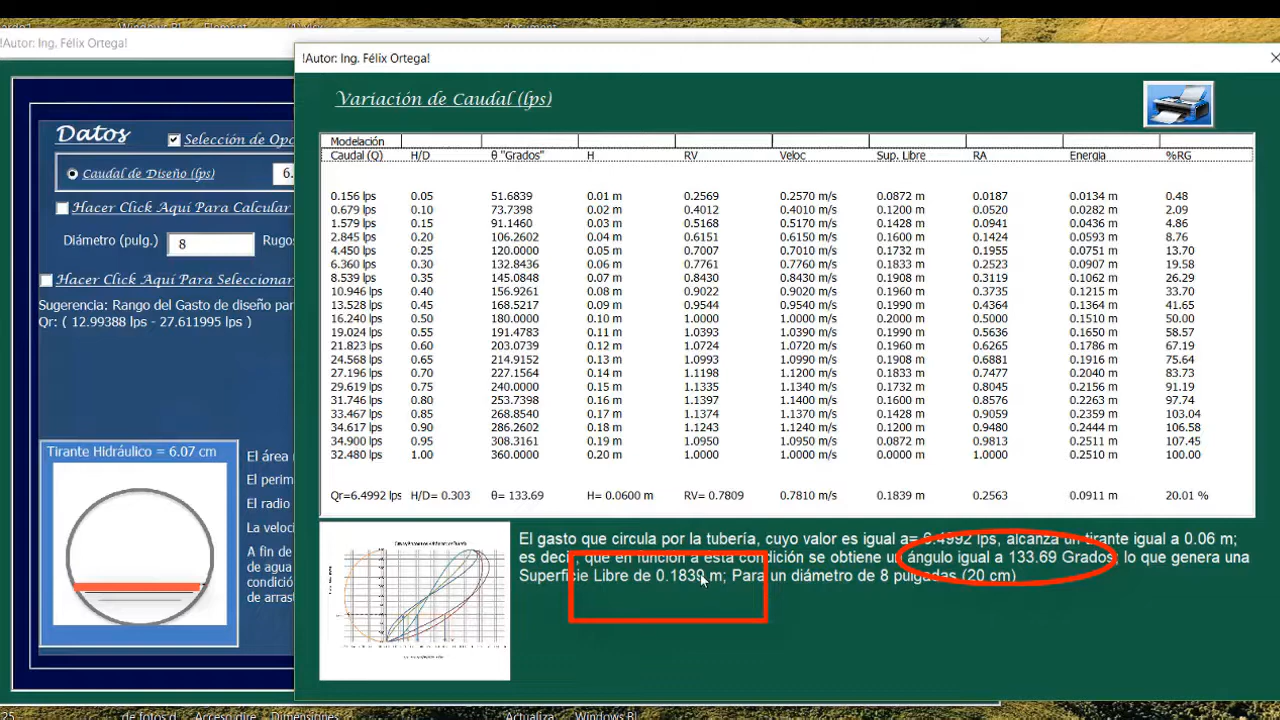 !Autor: Ing. Félix Ortega!
!Autor: Ing. Félix Ortega!
Datos
Selección de Opc
Caudal de Diseño (lps)
6.
Hacer Click Aquí Para Calcular
Diámetro (pulg.)
8
Rugos
Hacer Click Aquí Para Seleccionar
Sugerencia: Rango del Gasto de diseño par
Qr: ( 12.99388 lps - 27.611995 lps )
Tirante Hidráulico = 6.07 cm
El área
El perim
El radio
La veloci
A fin de
de agua
condició
de arras
Variación de Caudal (lps)
Modelación
Caudal (Q) H/D θ "Grados" H RV Veloc Sup. Libre RA Energia %RG
0.156 lps 0.05 51.6839 0.01 m 0.2569 0.2570 m/s 0.0872 m 0.0187 0.0134 m 0.48
0.679 lps 0.10 73.7398 0.02 m 0.4012 0.4010 m/s 0.1200 m 0.0520 0.0282 m 2.09
1.579 lps 0.15 91.1460 0.03 m 0.5168 0.5170 m/s 0.1428 m 0.0941 0.0436 m 4.86
2.845 lps 0.20 106.2602 0.04 m 0.6151 0.6150 m/s 0.1600 m 0.1424 0.0593 m 8.76
4.450 lps 0.25 120.0000 0.05 m 0.7007 0.7010 m/s 0.1732 m 0.1955 0.0751 m 13.70
6.360 lps 0.30 132.8436 0.06 m 0.7761 0.7760 m/s 0.1833 m 0.2523 0.0907 m 19.58
8.539 lps 0.35 145.0848 0.07 m 0.8430 0.8430 m/s 0.1908 m 0.3119 0.1062 m 26.29
10.946 lps 0.40 156.9261 0.08 m 0.9022 0.9020 m/s 0.1960 m 0.3735 0.1215 m 33.70
13.528 lps 0.45 168.5217 0.09 m 0.9544 0.9540 m/s 0.1990 m 0.4364 0.1364 m 41.65
16.240 lps 0.50 180.0000 0.10 m 1.0000 1.0000 m/s 0.2000 m 0.5000 0.1510 m 50.00
19.024 lps 0.55 191.4783 0.11 m 1.0393 1.0390 m/s 0.1990 m 0.5636 0.1650 m 58.57
21.823 lps 0.60 203.0739 0.12 m 1.0724 1.0720 m/s 0.1960 m 0.6265 0.1786 m 67.19
24.568 lps 0.65 214.9152 0.13 m 1.0993 1.0990 m/s 0.1908 m 0.6881 0.1916 m 75.64
27.196 lps 0.70 227.1564 0.14 m 1.1198 1.1200 m/s 0.1833 m 0.7477 0.2040 m 83.73
29.619 lps 0.75 240.0000 0.15 m 1.1335 1.1340 m/s 0.1732 m 0.8045 0.2156 m 91.19
31.746 lps 0.80 253.7398 0.16 m 1.1397 1.1400 m/s 0.1600 m 0.8576 0.2263 m 97.74
33.467 lps 0.85 268.8540 0.17 m 1.1374 1.1370 m/s 0.1428 m 0.9059 0.2359 m 103.04
34.617 lps 0.90 286.2602 0.18 m 1.1243 1.1240 m/s 0.1200 m 0.9480 0.2444 m 106.58
34.900 lps 0.95 308.3161 0.19 m 1.0950 1.0950 m/s 0.0872 m 0.9813 0.2511 m 107.45
32.480 lps 1.00 360.0000 0.20 m 1.0000 1.0000 m/s 0.0000 m 1.0000 0.2510 m 100.00
Qr=6.4992 lps H/D= 0.303 θ= 133.69 H= 0.0600 m RV= 0.7809 0.7810 m/s 0.1839 m 0.2563 0.0911 m 20.01 %
El gasto que circula por la tubería, cuyo valor es igual a= 6.4992 lps, alcanza un tirante igual a 0.06 m;
es decir, que en función a esta condición se obtiene un ángulo igual a 133.69 Grados; lo que genera una
Superficie Libre de 0.1839 m; Para un diámetro de 8 pulgadas (20 cm)
25
de fotos d
Acceso dire
Dimensiones
Actualiza
Windows Bl